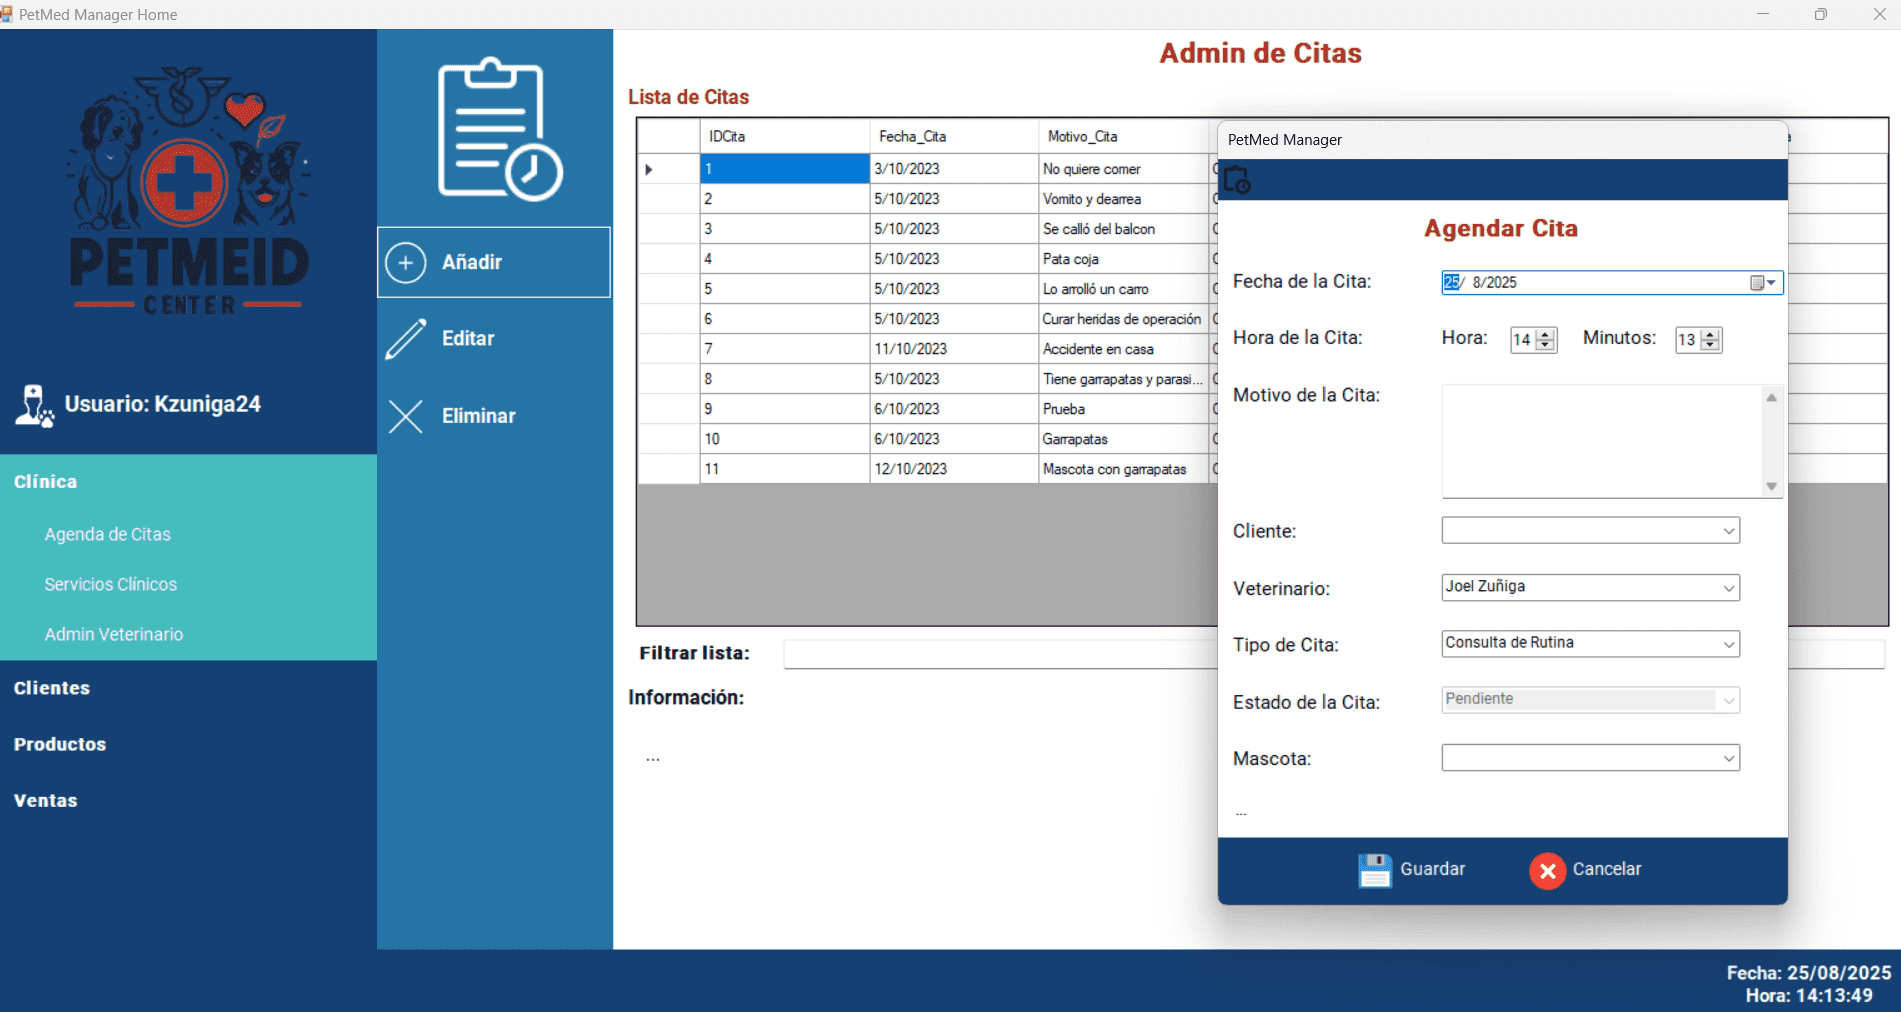 PetMed Manager Home
PETMEID
CENTER
Usuario: Kzuniga24
Clínica
Agenda de Citas
Servicios Clínicos
Admin Veterinario
Clientes
Productos
Ventas
Añadir
Editar
Eliminar
Admin de Citas
Lista de Citas
IDCita Fecha_Cita Motivo_Cita
1 3/10/2023 No quiere comer
2 5/10/2023 Vomito y dearrea
3 5/10/2023 Se calló del balcon
4 5/10/2023 Pata coja
5 5/10/2023 Lo arrolló un carro
6 5/10/2023 Curar heridas de operación
7 11/10/2023 Accidente en casa
8 5/10/2023 Tiene garrapatas y parasi...
9 6/10/2023 Prueba
10 6/10/2023 Garrapatas
11 12/10/2023 Mascota con garrapatas
Filtrar lista:
Información:
...
PetMed Manager
Agendar Cita
Fecha de la Cita: 25/ 8/2025
Hora de la Cita: Hora: 14 Minutos: 13
Motivo de la Cita:
Cliente:
Veterinario: Joel Zuñiga
Tipo de Cita: Consulta de Rutina
Estado de la Cita: Pendiente
Mascota:
...
Guardar Cancelar
Fecha: 25/08/2025
Hora: 14:13:49